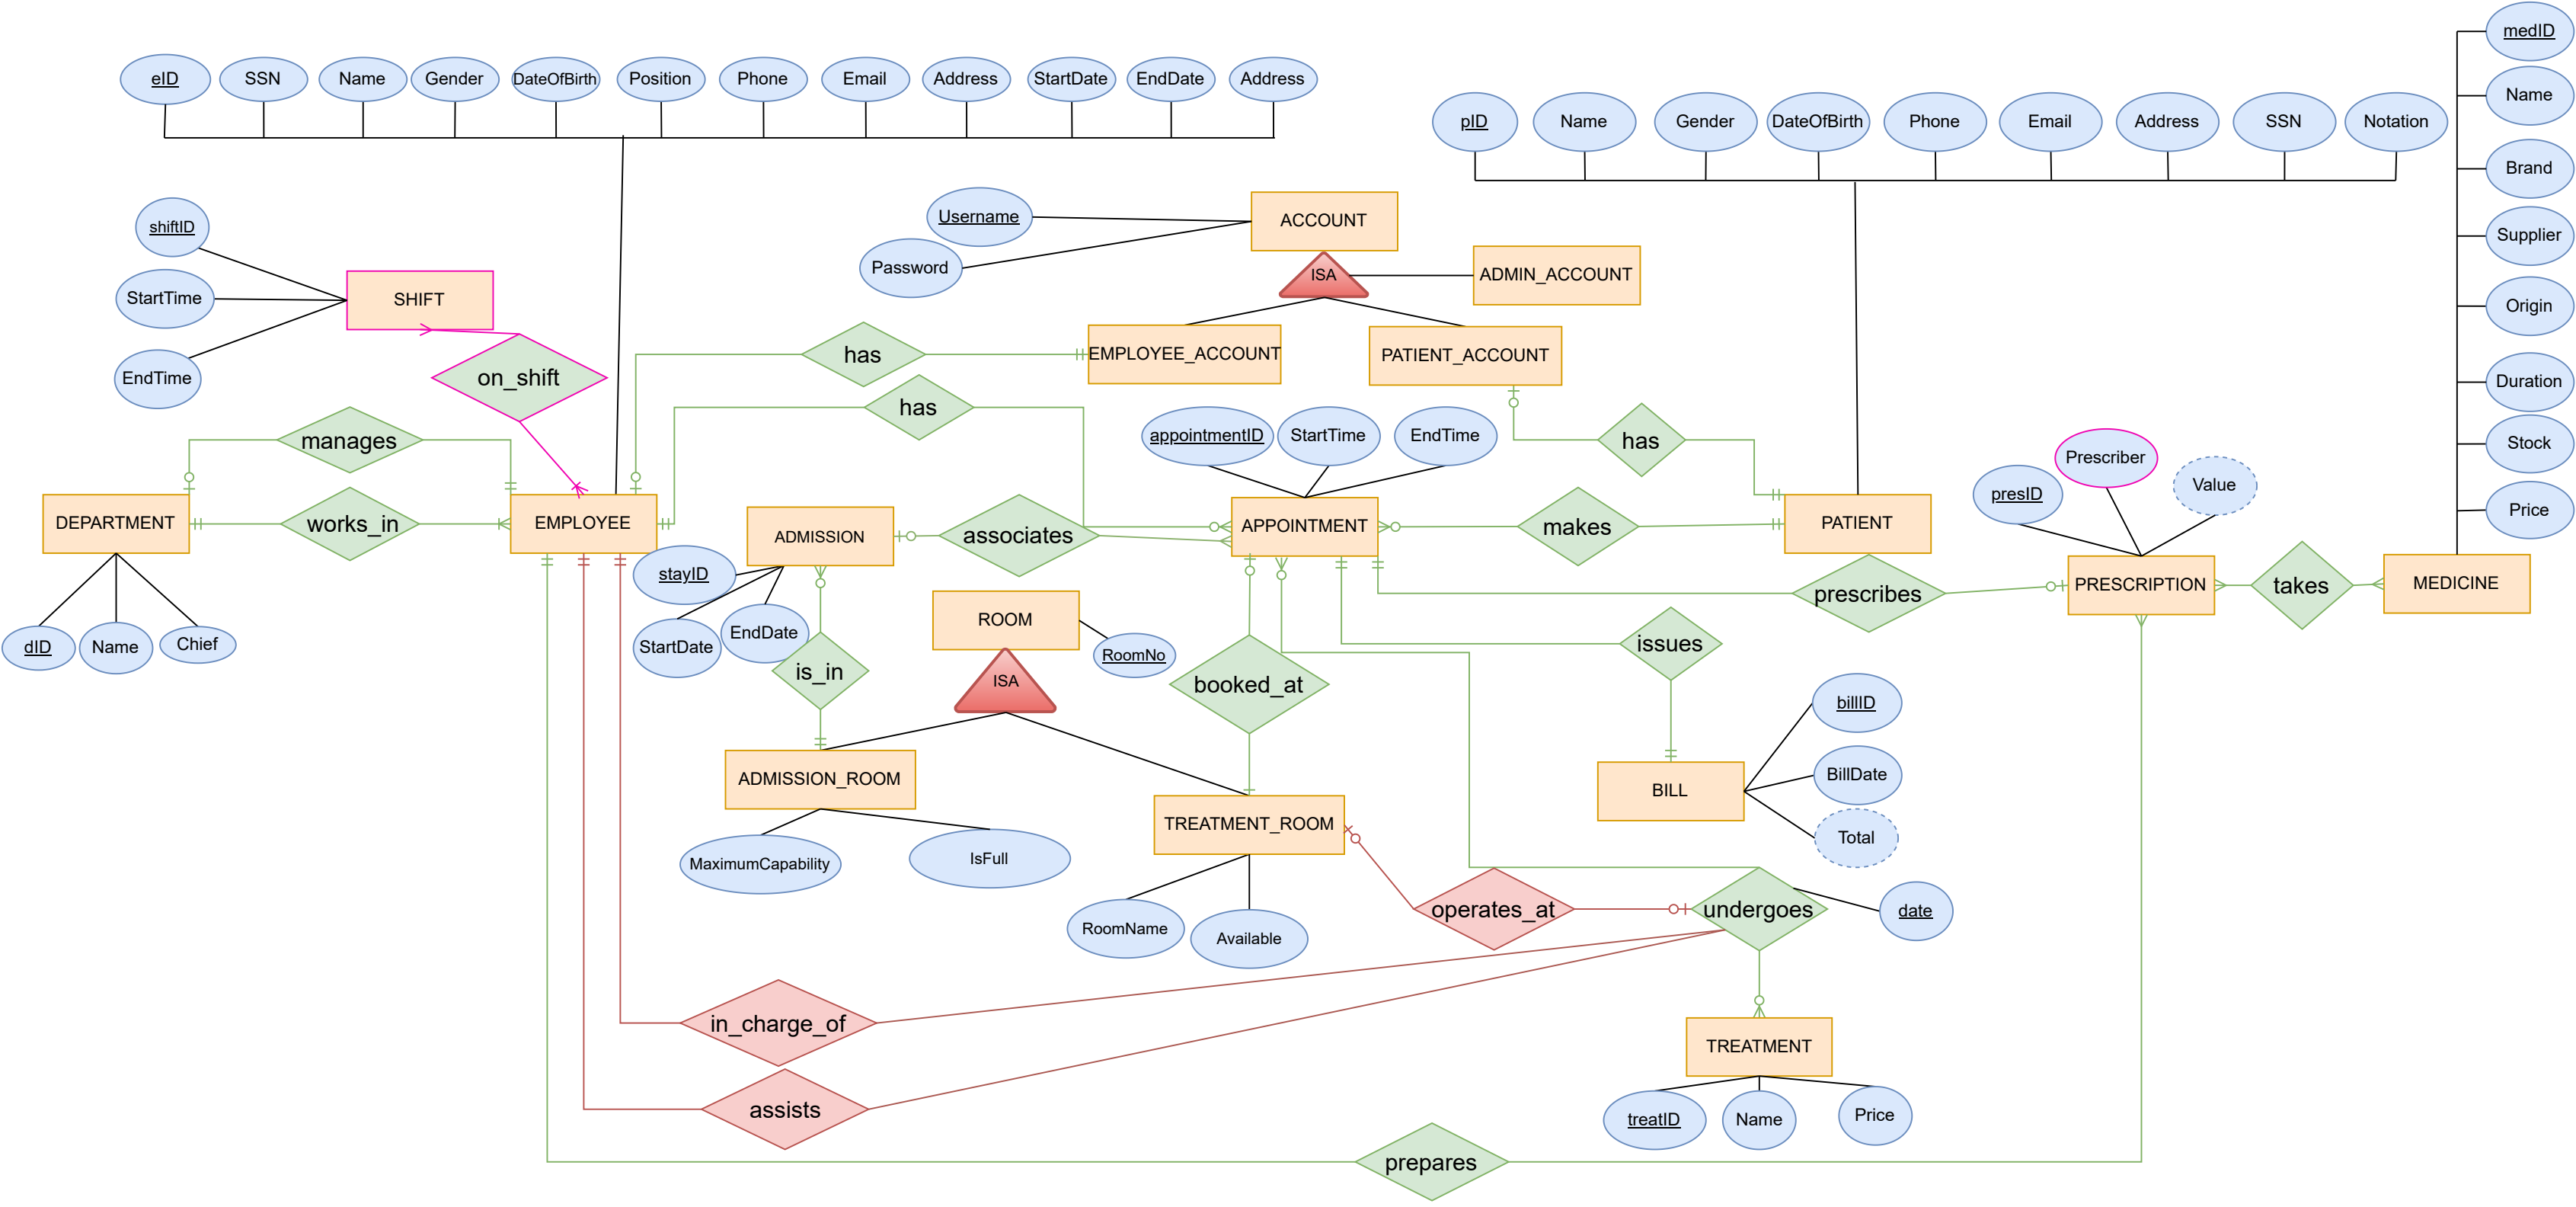 medID
eID
SSN
Name
Gender
DateOfBirth
Position
Phone
Email
Address
StartDate
EndDate
Address
Name
pID
Name
Gender
DateOfBirth
Phone
Email
Address
SSN
Notation
Brand
shiftID
Username
ACCOUNT
Supplier
Password
ISA
ADMIN_ACCOUNT
StartTime
SHIFT
Origin
EndTime
on_shift
has
EMPLOYEE_ACCOUNT
PATIENT_ACCOUNT
Duration
has
manages
appointmentID
StartTime
EndTime
has
Prescriber
Stock
presID
Value
Price
DEPARTMENT
works_in
EMPLOYEE
ADMISSION
associates
APPOINTMENT
makes
PATIENT
stayID
prescribes
PRESCRIPTION
takes
MEDICINE
dID
Name
Chief
StartDate
EndDate
ROOM
RoomNo
issues
is_in
ISA
booked_at
billID
ADMISSION_ROOM
BILL
BillDate
TREATMENT_ROOM
Total
MaximumCapability
IsFull
RoomName
Available
operates_at
undergoes
date
in_charge_of
TREATMENT
assists
treatID
Name
Price
prepares